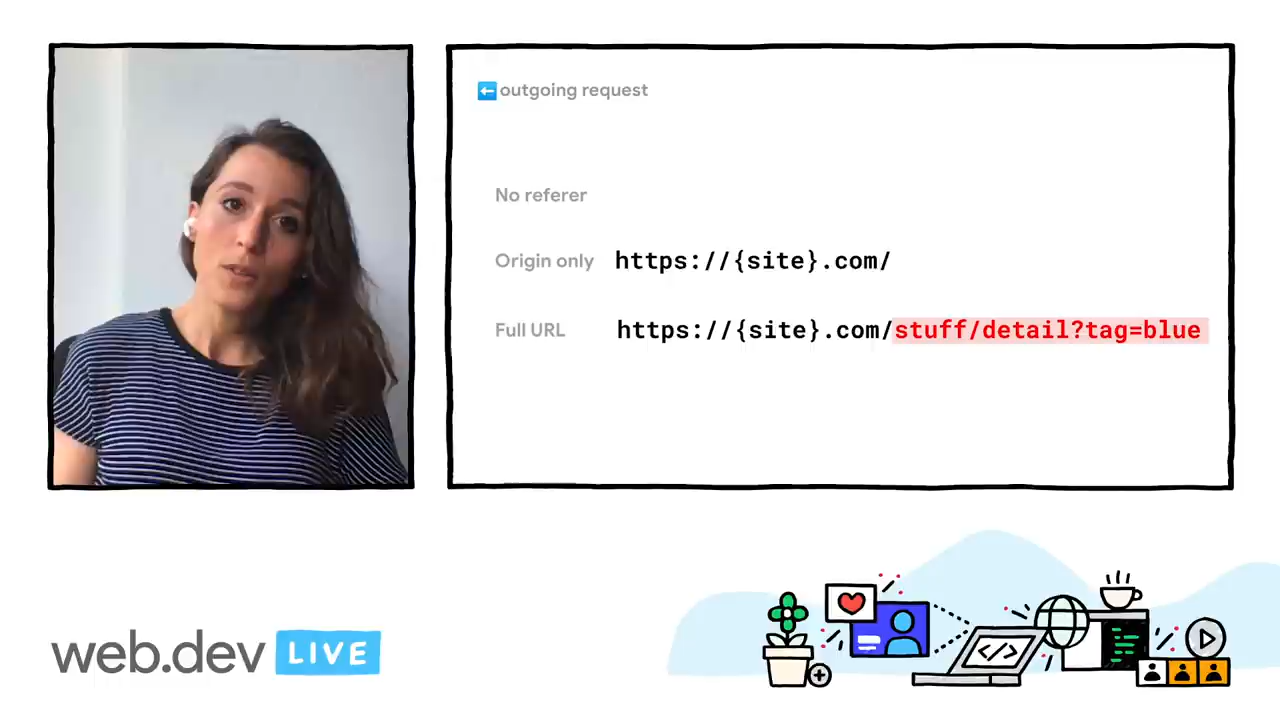 outgoing request
No referer
Origin only https://{site}.com/
Full URL https://{site}.com/stuff/detail?tag=blue
web.dev LIVE